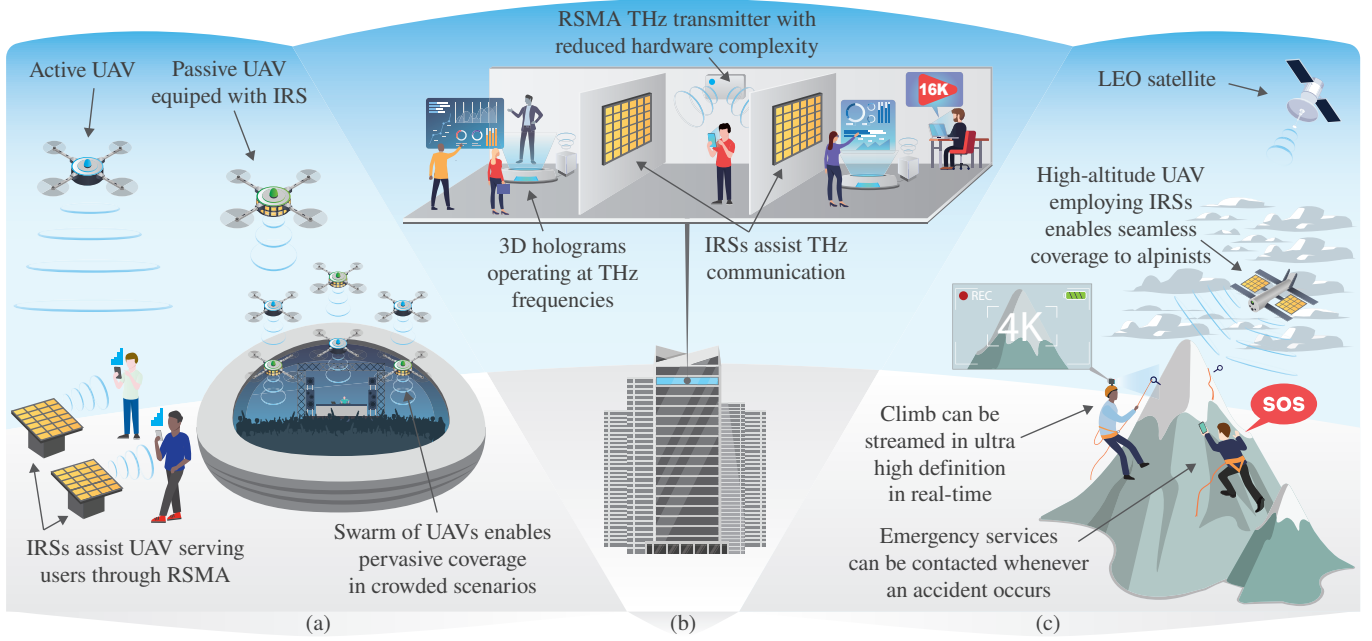 Active UAV
Passive UAV
equiped with IRS
IRSs assist UAV serving
users through RSMA
Swarm of UAVs enables
pervasive coverage
in crowded scenarios
(a)
RSMA THz transmitter with
reduced hardware complexity
16K
3D holograms
operating at THz
frequencies
IRSs assist THz
communication
(b)
LEO satellite
High-altitude UAV
employing IRSs
enables seamless
coverage to alpinists
REC
4K
SOS
Climb can be
streamed in ultra
high definition
in real-time
Emergency services
can be contacted whenever
an accident occurs
(c)